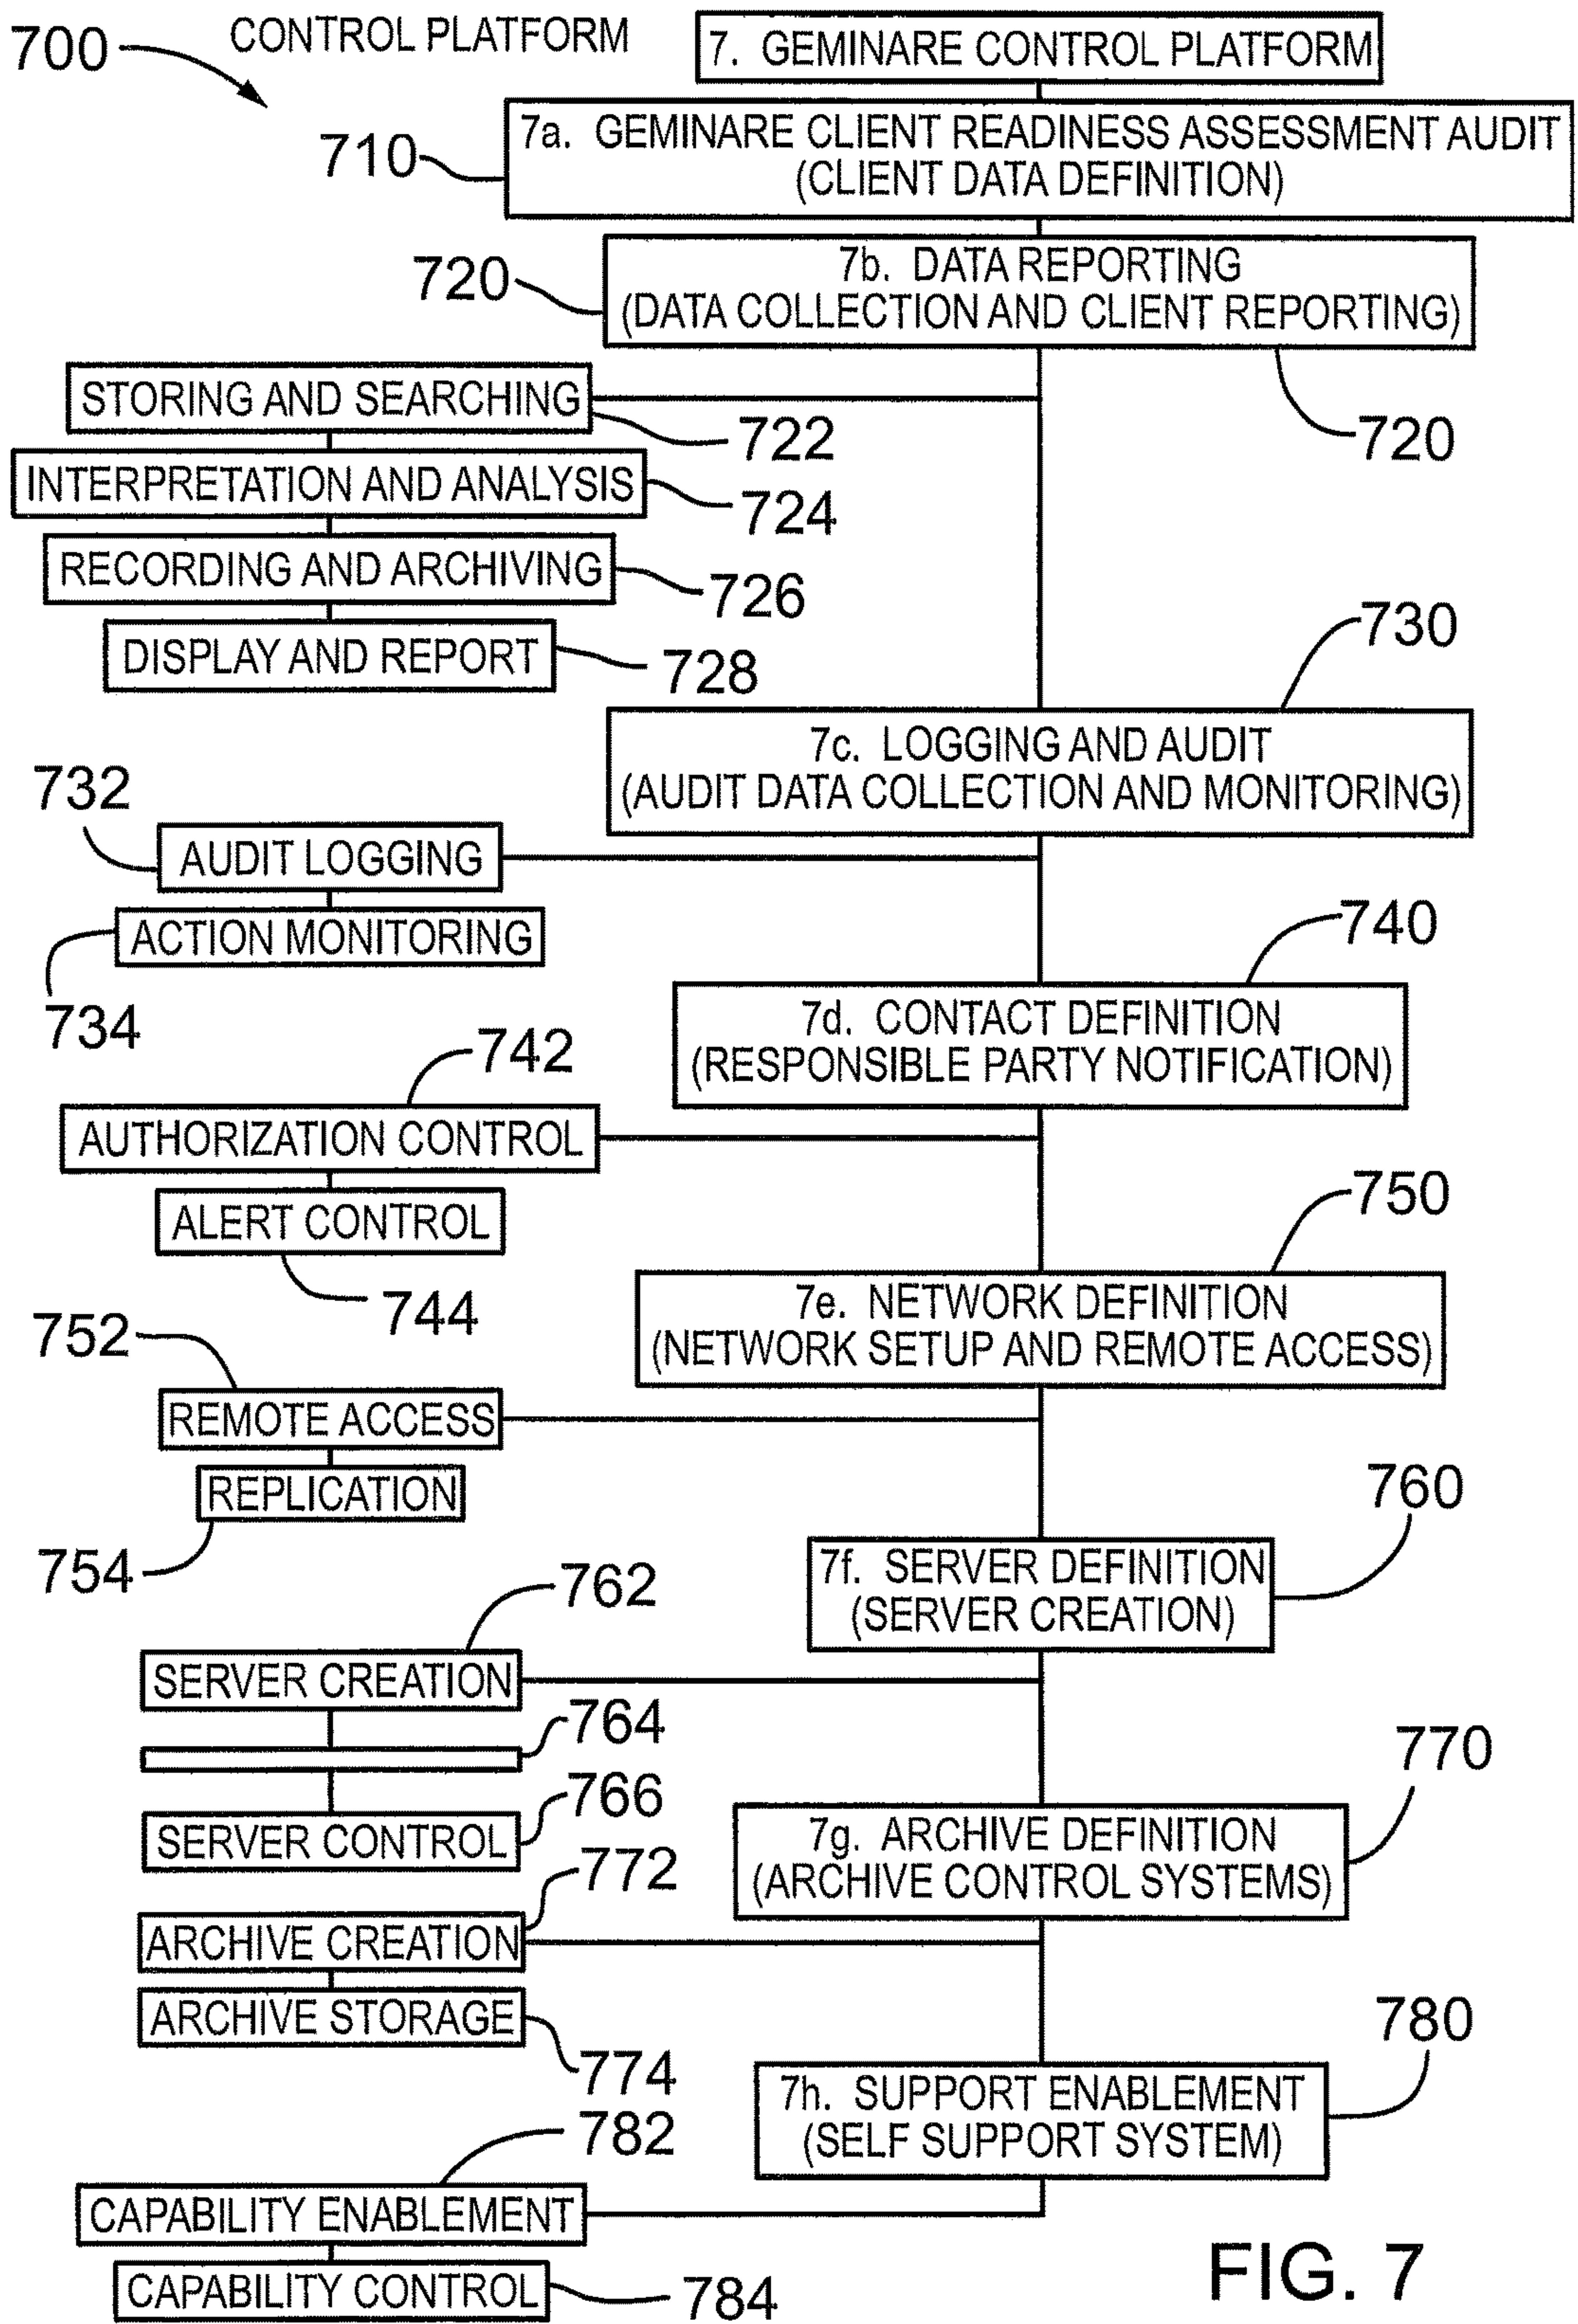 700
CONTROL PLATFORM
7. GEMINARE CONTROL PLATFORM
710
7a. GEMINARE CLIENT READINESS ASSESSMENT AUDIT
(CLIENT DATA DEFINITION)
720
7b. DATA REPORTING
(DATA COLLECTION AND CLIENT REPORTING)
720
STORING AND SEARCHING
722
INTERPRETATION AND ANALYSIS
724
RECORDING AND ARCHIVING
726
DISPLAY AND REPORT
728
730
7c. LOGGING AND AUDIT
(AUDIT DATA COLLECTION AND MONITORING)
732
AUDIT LOGGING
ACTION MONITORING
734
740
7d. CONTACT DEFINITION
(RESPONSIBLE PARTY NOTIFICATION)
742
AUTHORIZATION CONTROL
ALERT CONTROL
744
750
7e. NETWORK DEFINITION
(NETWORK SETUP AND REMOTE ACCESS)
752
REMOTE ACCESS
REPLICATION
754
760
7f. SERVER DEFINITION
(SERVER CREATION)
762
SERVER CREATION
764
766
SERVER CONTROL
770
7g. ARCHIVE DEFINITION
(ARCHIVE CONTROL SYSTEMS)
772
ARCHIVE CREATION
ARCHIVE STORAGE
774
780
7h. SUPPORT ENABLEMENT
(SELF SUPPORT SYSTEM)
782
CAPABILITY ENABLEMENT
CAPABILITY CONTROL
784
FIG. 7